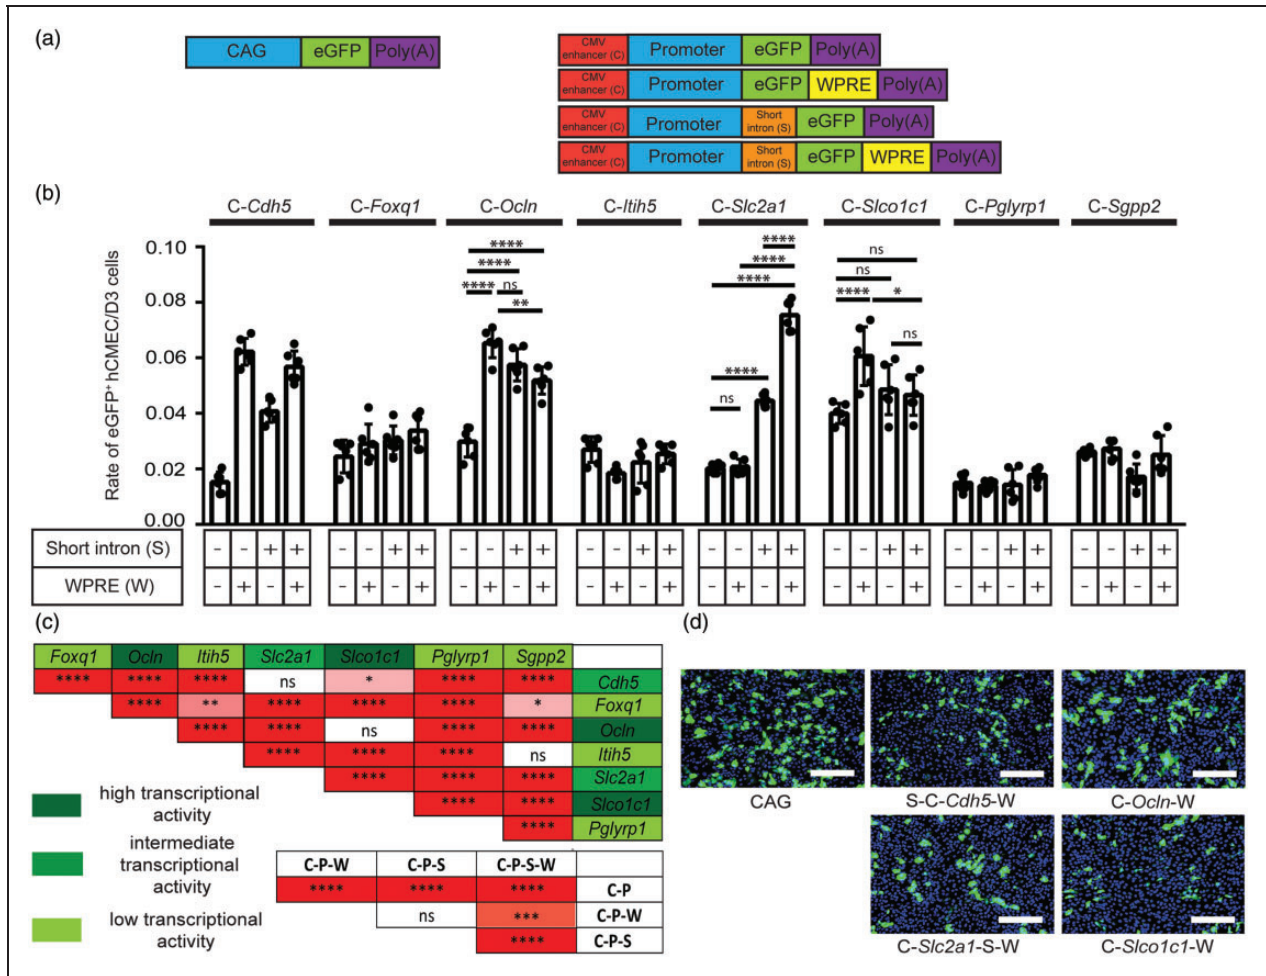 (a)
CAG eGFP Poly(A)
CMV enhancer (C) Promoter eGFP Poly(A)
CMV enhancer (C) Promoter eGFP WPRE Poly(A)
CMV enhancer (C) Promoter Short intron (S) eGFP Poly(A)
CMV enhancer (C) Promoter Short intron (S) eGFP WPRE Poly(A)
(b)
C-Cdh5 C-Foxq1 C-Ocln C-Itih5 C-Slc2a1 C-Slco1c1 C-Pglyrp1 C-Sgpp2
Rate of eGFP+ hCMEC/D3 cells
0.10
0.08
0.06
0.04
0.02
0.00
****
****
**** ns
**
****
****
****
****
ns
ns
ns
**** *
ns
Short intron (S) - - + + - - + + - - + + - - + + - - + + - - + + - - + + - - + +
WPRE (W) - + - + - + - + - + - + - + - + - + - + - + - + - + - + - + - +
(c)
Foxq1 Ocln Itih5 Slc2a1 Slco1c1 Pglyrp1 Sgpp2
**** **** **** ns * **** **** Cdh5
**** ** **** **** **** * Foxq1
**** **** ns **** **** Ocln
**** **** **** ns Itih5
**** **** **** Slc2a1
**** **** Slco1c1
**** Pglyrp1
high transcriptional
activity
intermediate
transcriptional
activity
low transcriptional
activity
C-P-W C-P-S C-P-S-W
**** **** **** C-P
ns *** C-P-W
**** C-P-S
(d)
CAG S-C-Cdh5-W C-Ocln-W
C-Slc2a1-S-W C-Slco1c1-W